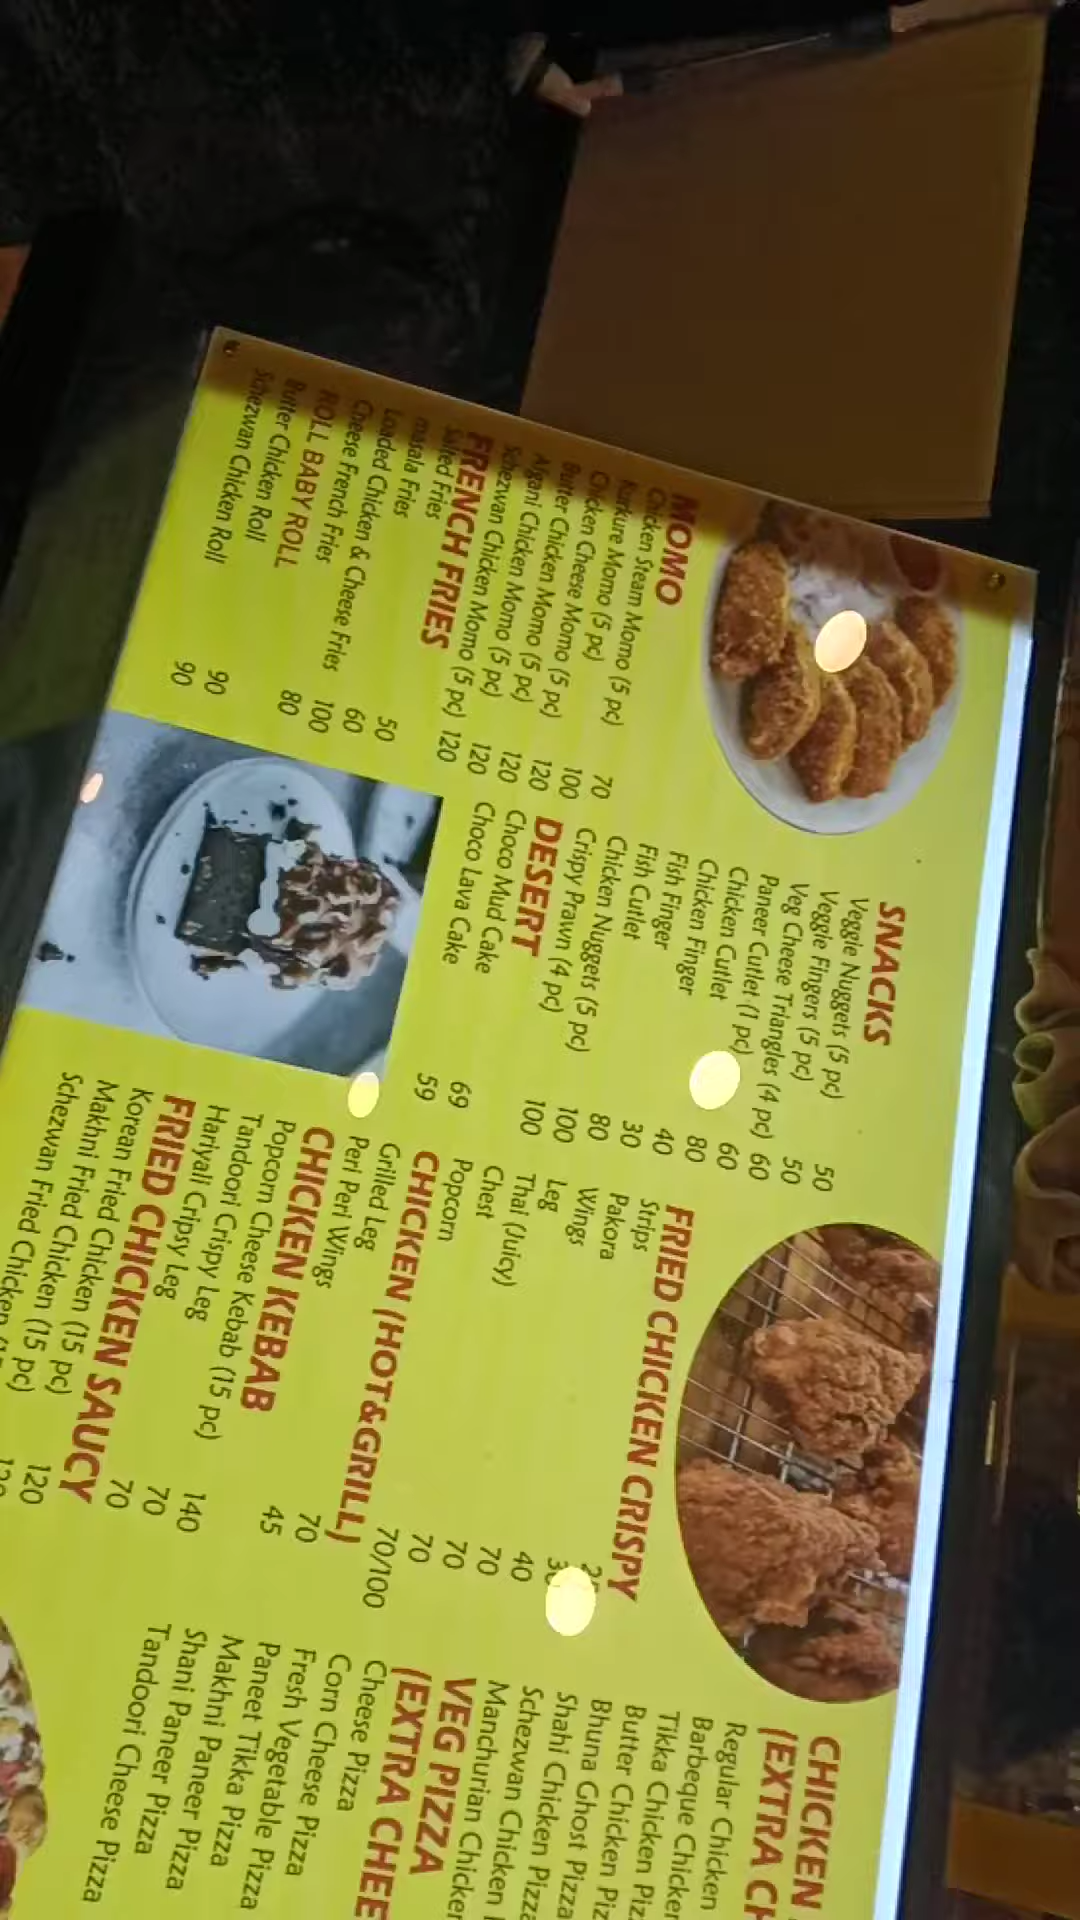 MOMO
Chicken Steam Momo (5 pc) 70
Kurkure Momo (5 pc) 100
Chicken Cheese Momo (5 pc) 120
Butter Chicken Momo (5 pc) 120
Afgani Chicken Momo (5 pc) 120
Schezwan Chicken Momo (5 pc) 120
FRENCH FRIES
Salted Fries 50
masala Fries 60
Loaded Chicken & Cheese Fries 100
Cheese French Fries 80
ROLL BABY ROLL
Butter Chicken Roll 90
Schezwan Chicken Roll 90
SNACKS
Veggie Nuggets (5 pc) 50
Veggie Fingers (5 pc) 50
Veg Cheese Triangles (4 pc) 60
Paneer Cutlet (1 pc) 60
Chicken Cutlet 80
Chicken Finger 40
Fish Finger 30
Fish Cutlet 80
Chicken Nuggets (5 pc) 100
Crispy Prawn (4 pc) 100
DESERT
Choco Mud Cake 69
Choco Lava Cake 59
FRIED CHICKEN CRISPY
Strips
Pakora
Wings 40
Leg 70
Thai (Juicy) 70
Chest 70
Popcorn 70/100
CHICKEN (HOT&GRILL)
Grilled Leg 70
Peri Peri Wings 45
CHICKEN KEBAB
Popcorn Cheese Kebab (15 pc) 140
Tandoori Crispy Leg 70
Hariyali Crispy Leg 70
FRIED CHICKEN SAUCY
Korean Fried Chicken (15 pc) 120
Makhni Fried Chicken (15 pc)
Schezwan Fried Chicken
CHICKEN
(EXTRA
Regular Chicken
Barbeque Chicken
Tikka Chicken
Butter Chicken
Bhuna Ghost Pizza
Shahi Chicken Pizza
Schezwan Chicken
Manchurian Chicken
VEG PIZZA
(EXTRA CHEE
Cheese Pizza
Corn Cheese Pizza
Fresh Vegetable Pizza
Paneet Tikka Pizza
Makhni Paneer Pizza
Shani Paneer Pizza
Tandoori Cheese Pizza